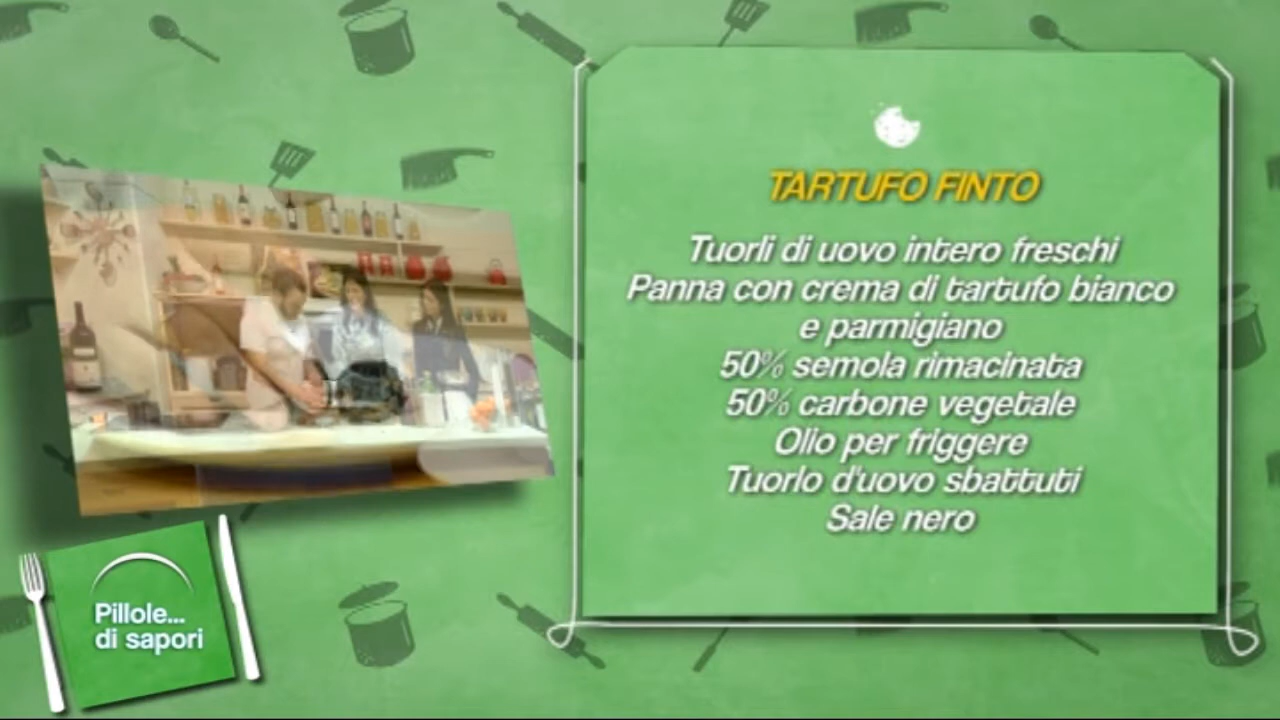 TARTUFO FINTO
Tuorli di uovo intero freschi
Panna con crema di tartufo bianco
e parmigiano
50% semola rimacinata
50% carbone vegetale
Olio per friggere
Tuorlo d'uovo sbattuti
Sale nero
Pillole...
di sapori